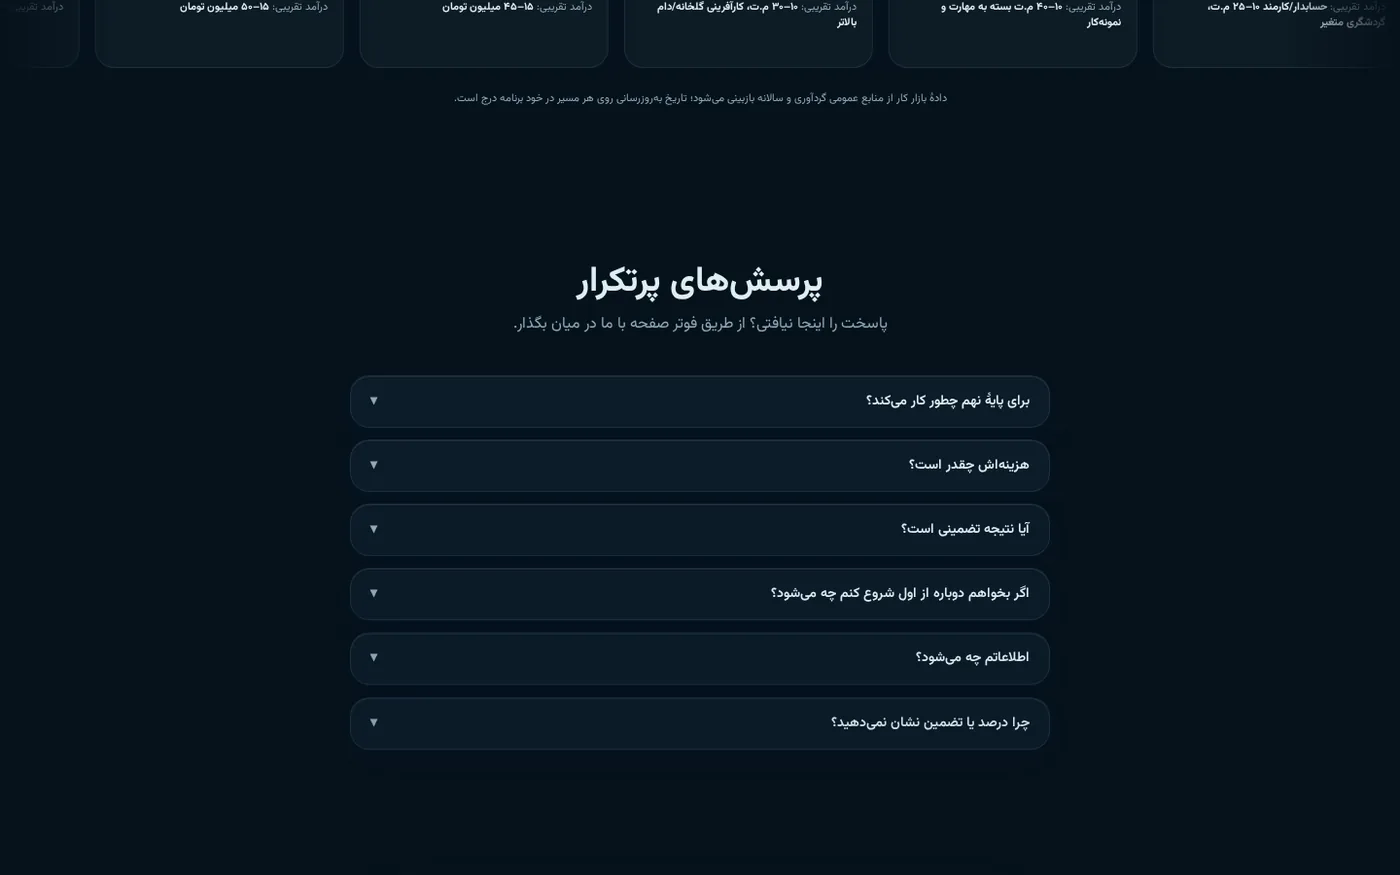 درآمد تقریبی: حسابدار/کارمند ۱۰–۲۵ م.ت،
گردشگری متغیر
درآمد تقریبی: ۱۰–۴۰ م.ت بسته به مهارت و
نمونه‌کار
درآمد تقریبی: ۱۰–۳۰ م.ت، کارآفرینی گلخانه/دام
بالاتر
درآمد تقریبی: ۱۵–۴۵ میلیون تومان
درآمد تقریبی: ۱۵–۵۰ میلیون تومان
درآمد تقریبی:
دادهٔ بازار کار از منابع عمومی گردآوری و سالانه بازبینی می‌شود؛ تاریخ به‌روزرسانی روی هر مسیر در خود برنامه درج است.
پرسش‌های پرتکرار
پاسخت را اینجا نیافتی؟ از طریق فوتر صفحه با ما در میان بگذار.
برای پایهٔ نهم چطور کار می‌کند؟
هزینه‌اش چقدر است؟
آیا نتیجه تضمینی است؟
اگر بخواهم دوباره از اول شروع کنم چه می‌شود؟
اطلاعاتم چه می‌شود؟
چرا درصد یا تضمین نشان نمی‌دهید؟